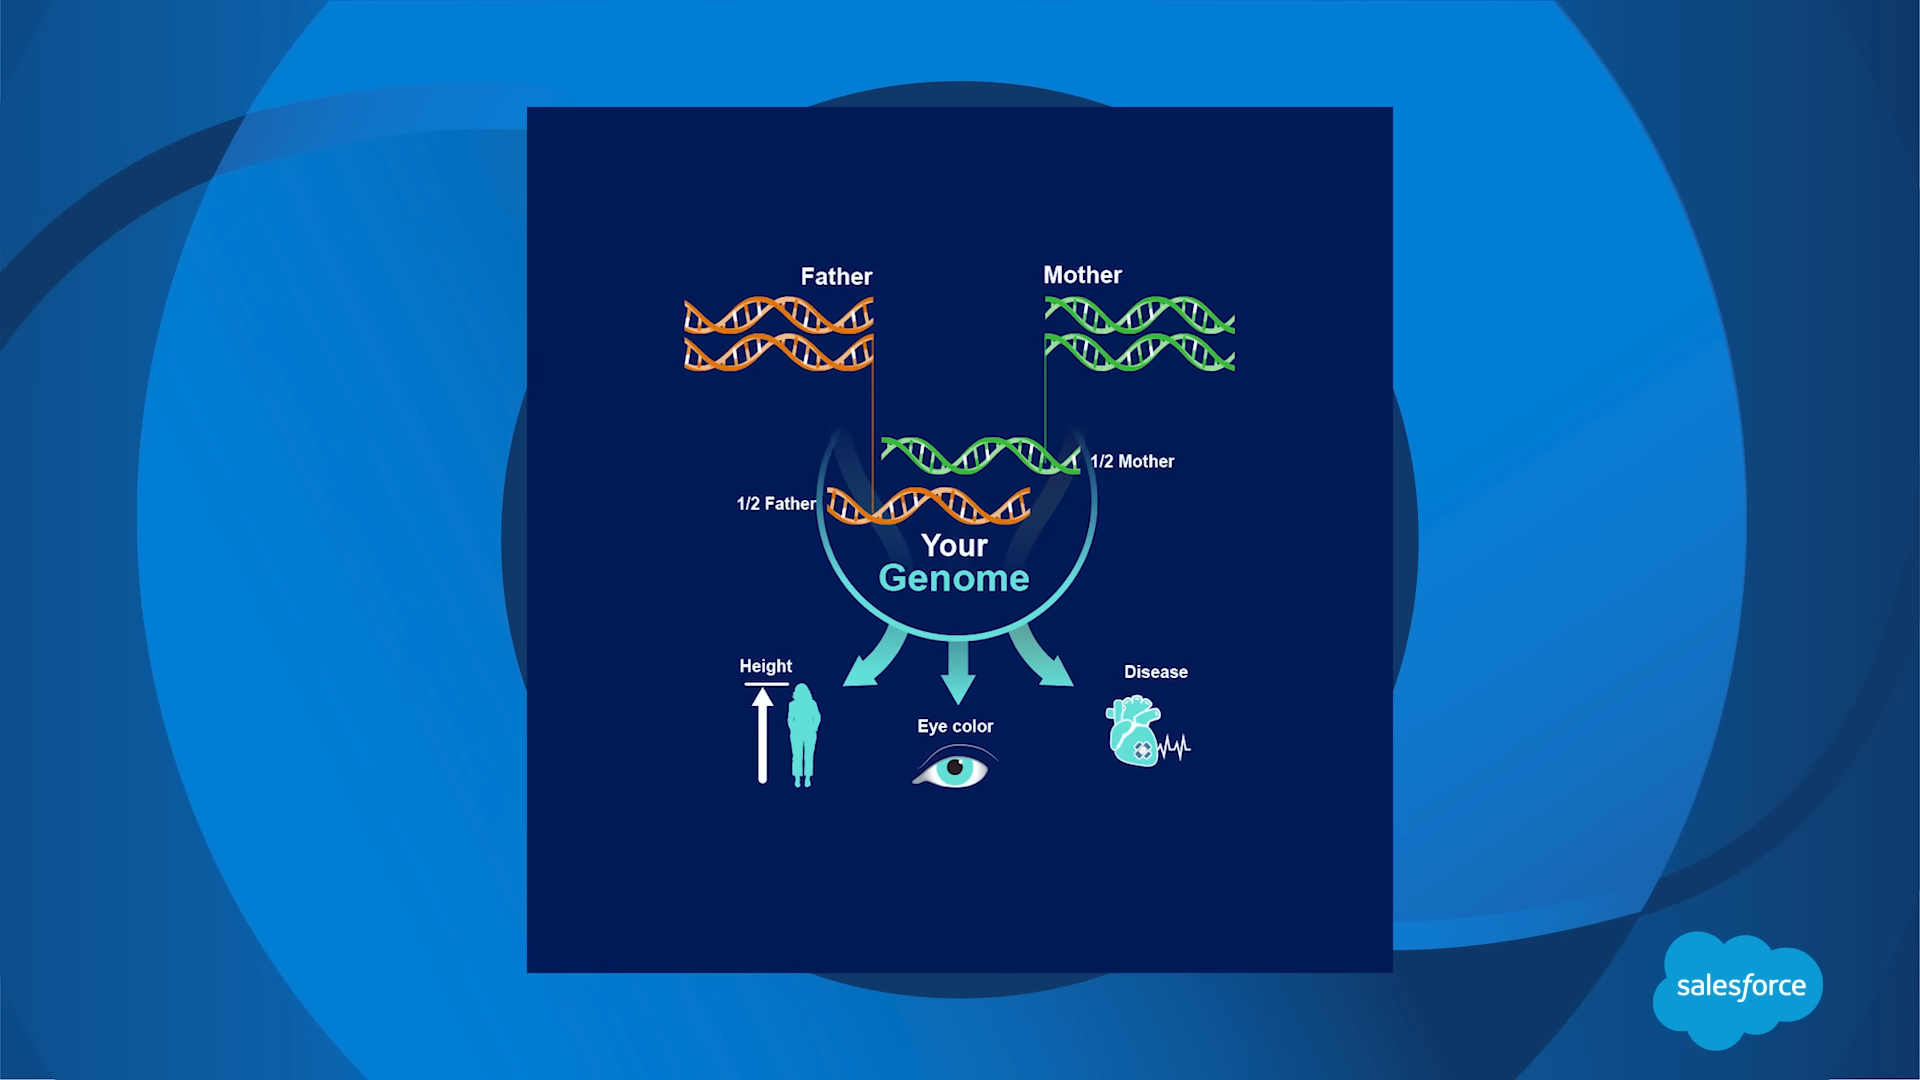 Father
Mother
1/2 Mother
1/2 Father
Your
Genome
Height
Disease
Eye color
salesforce